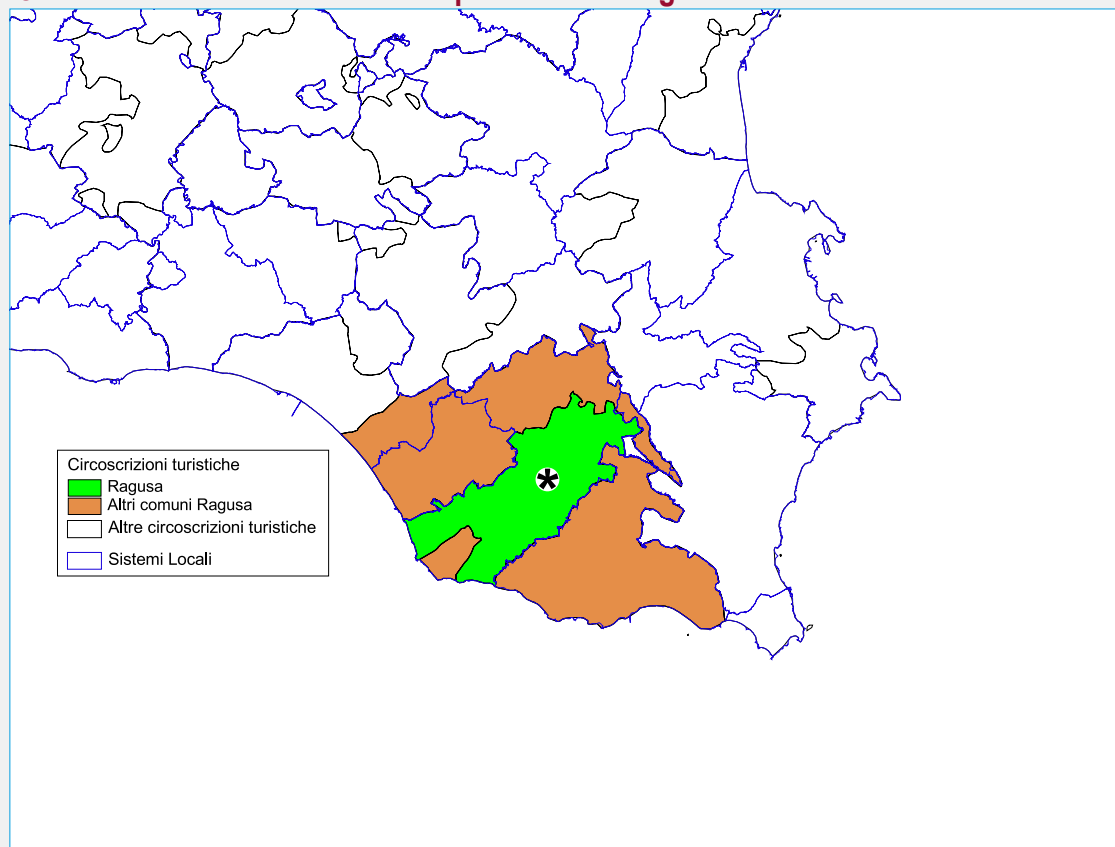 Circoscrizioni turistiche
Ragusa
Altri comuni Ragusa
Altre circoscrizioni turistiche
Sistemi Locali